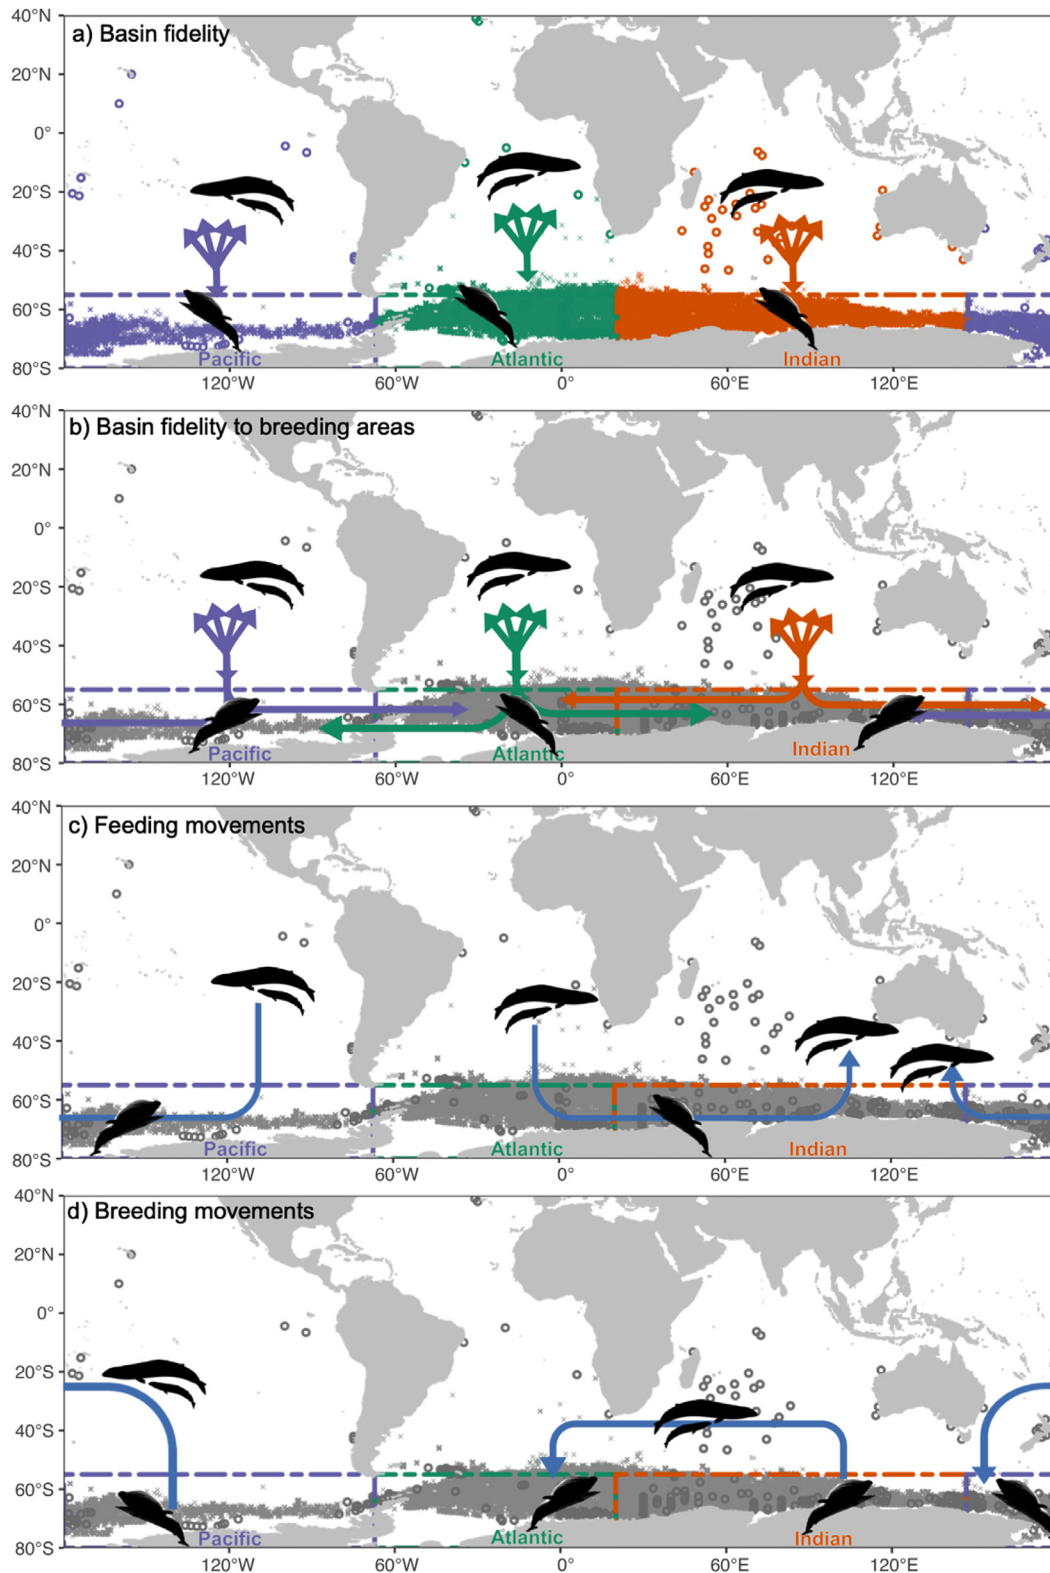 40°N
a) Basin fidelity
20°N
0°
20°S
40°S
60°S
80°S
Pacific
Atlantic
Indian
120°W
60°W
0°
60°E
120°E
40°N
b) Basin fidelity to breeding areas
20°N
0°
20°S
40°S
60°S
80°S
Pacific
Atlantic
Indian
120°W
60°W
0°
60°E
120°E
40°N
c) Feeding movements
20°N
0°
20°S
40°S
60°S
80°S
Pacific
Atlantic
Indian
120°W
60°W
0°
60°E
120°E
40°N
d) Breeding movements
20°N
0°
20°S
40°S
60°S
80°S
Pacific
Atlantic
Indian
120°W
60°W
0°
60°E
120°E